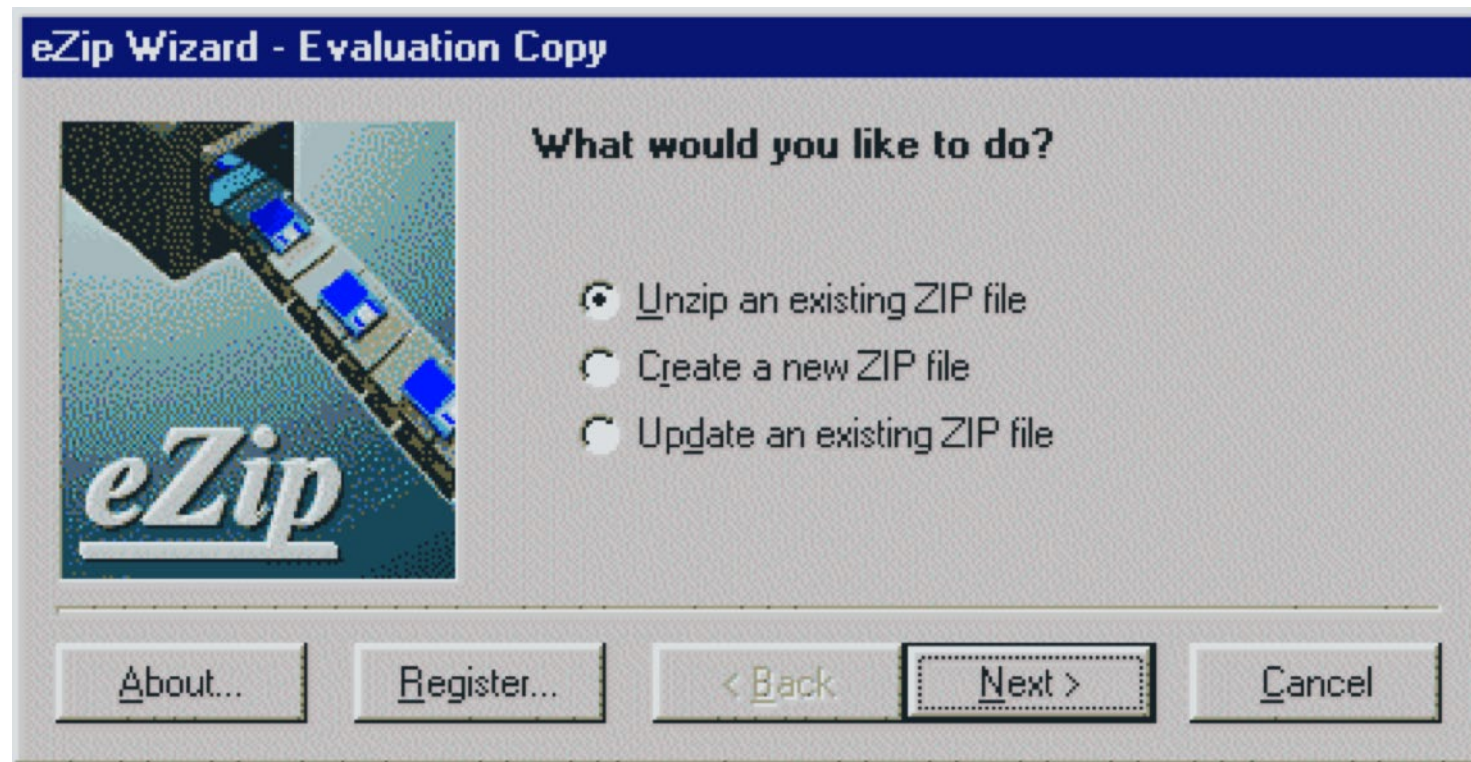 eZip Wizard - Evaluation Copy
What would you like to do?
Unzip an existing ZIP file
Create a new ZIP file
Update an existing ZIP file
eZip
About... Register... < Back Next > Cancel